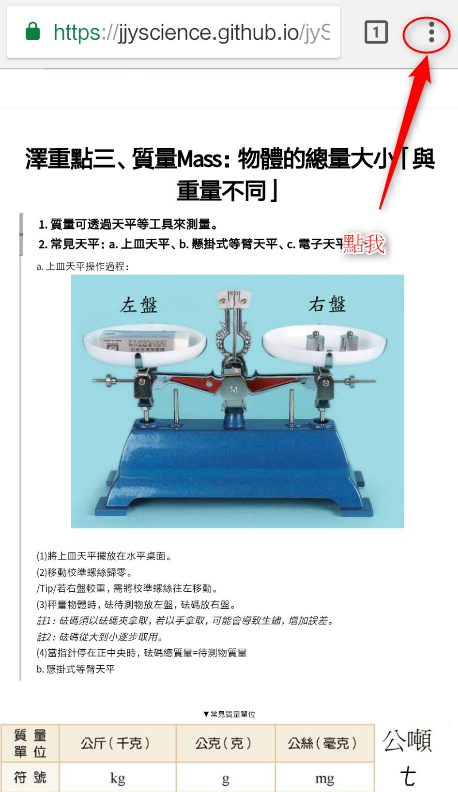 https://jjyscience.github.io/jyS
1
澤重點三、質量Mass：物體的總量大小「與
重量不同」
1. 質量可透過天平等工具來測量。
2. 常見天平：a. 上皿天平、b. 懸掛式等臂天平、c. 電子天平
點我
a. 上皿天平操作過程：
左盤 右盤
(1)將上皿天平擺放在水平桌面。
(2)移動校準螺絲歸零。
/Tip/若右盤較重，需將校準螺絲往左移動。
(3)秤量物體時，砝待測物放左盤，砝碼放右盤。
註1：砝碼須以砝碼夾拿取，若以手拿取，可能會導致生鏽，增加誤差。
註2：砝碼從大到小逐步取用。
(4)當指針停在正中央時，砝碼總質量=待測物質量
b. 懸掛式等臂天平
▼常見質量單位
質量單位 公斤（千克） 公克（克） 公絲（毫克） 公噸
符號 kg g mg